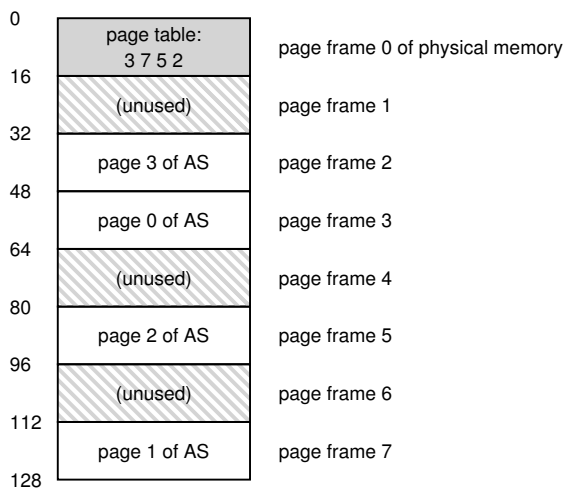 0
page table:
3 7 5 2
page frame 0 of physical memory
16
(unused)
page frame 1
32
page 3 of AS
page frame 2
48
page 0 of AS
page frame 3
64
(unused)
page frame 4
80
page 2 of AS
page frame 5
96
(unused)
page frame 6
112
page 1 of AS
page frame 7
128